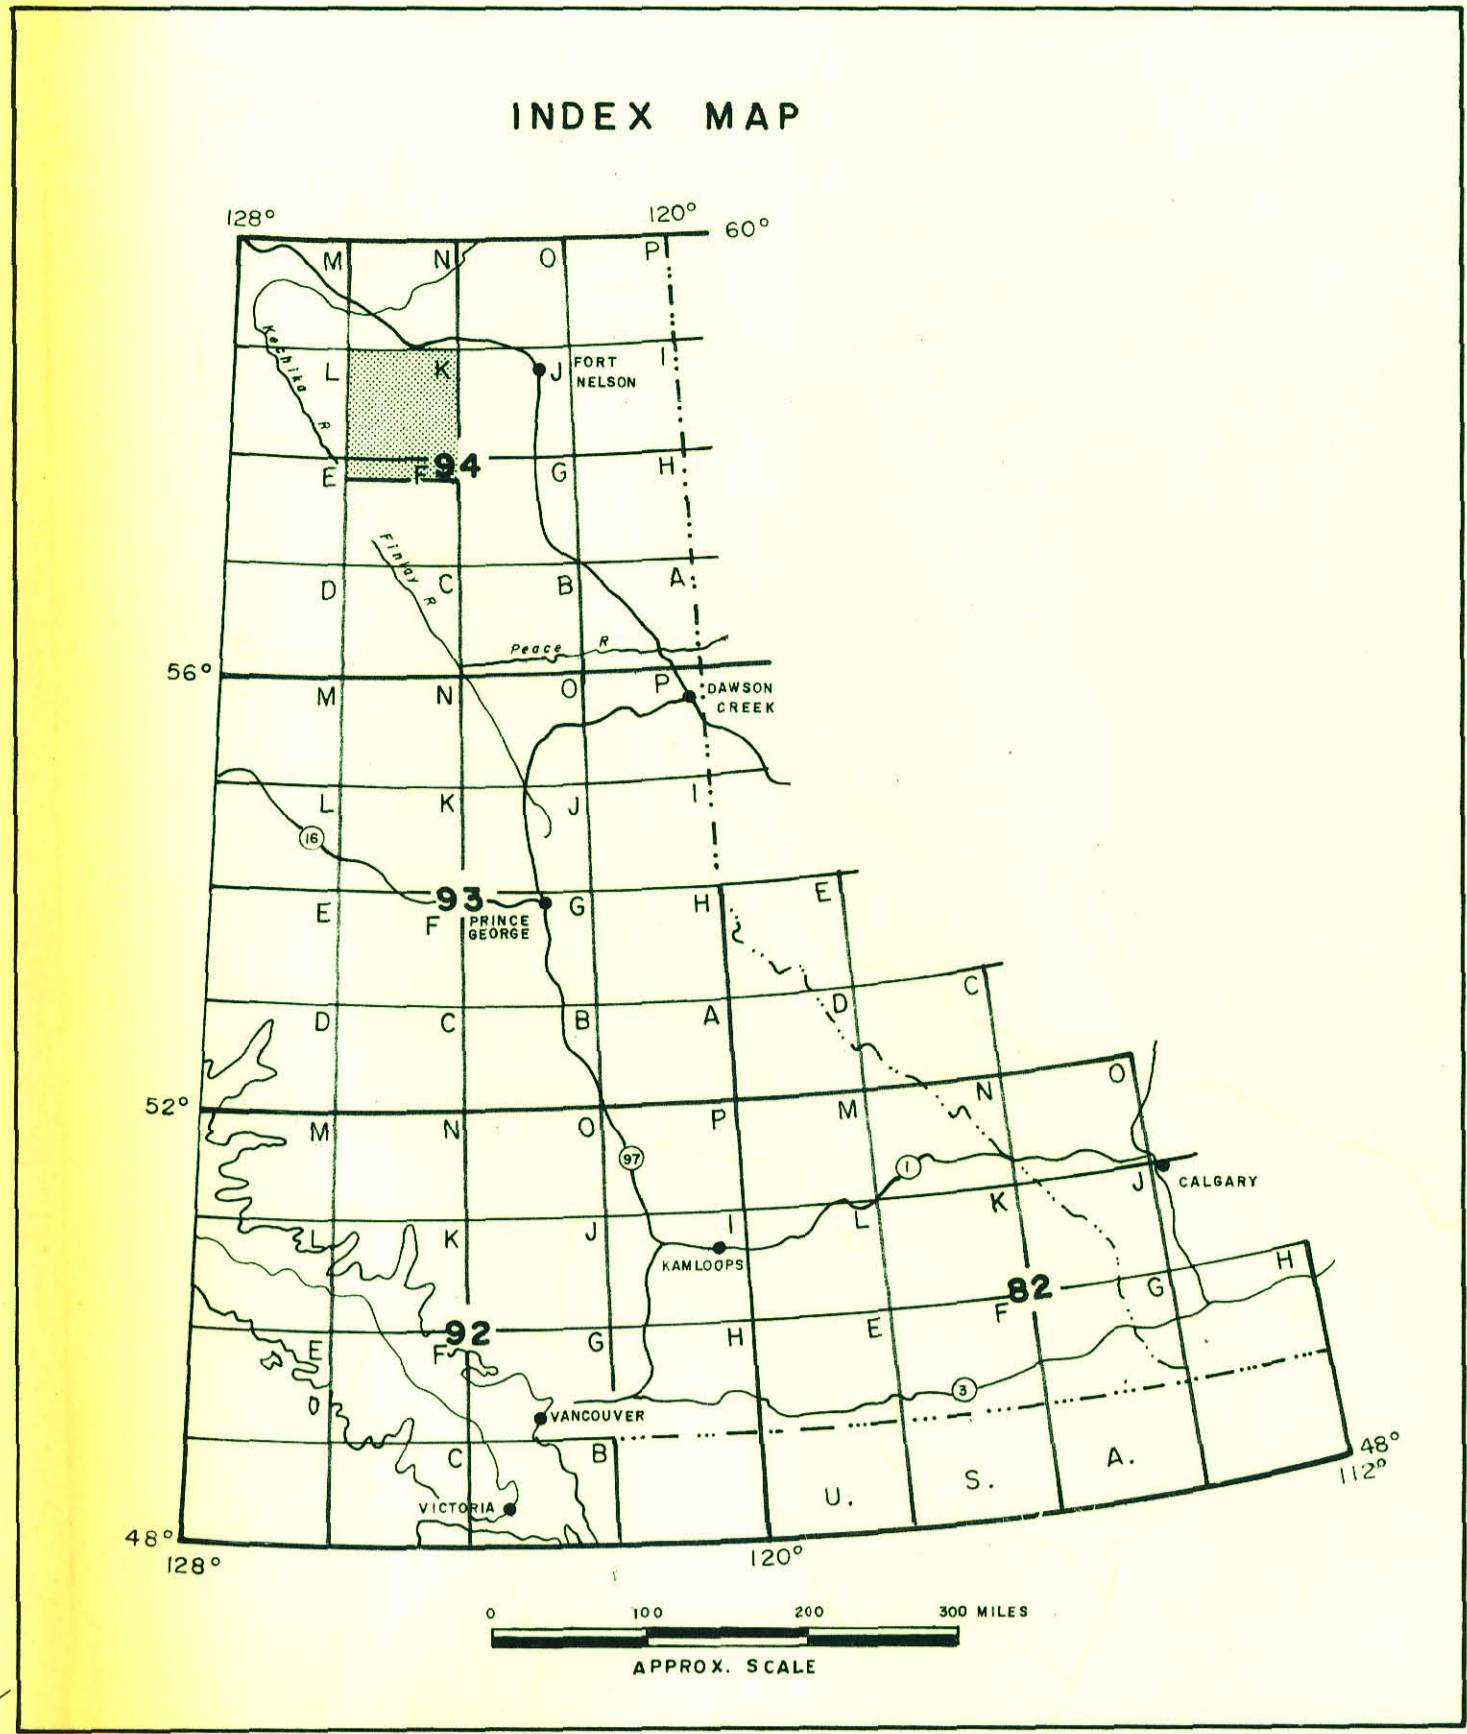 INDEX MAP
128°
120°
60°
M
N
O
P
Kechika
R
L
K
J
FORT
NELSON
I
E
F
94
G
H
Finlay R
D
C
B
A
Peace R
56°
M
N
O
P
DAWSON
CREEK
L
K
J
I
16
E
F
93
PRINCE
GEORGE
G
H
E
D
C
B
A
D
C
52°
M
N
O
P
M
N
O
97
1
J
CALGARY
L
K
J
I
L
K
KAMLOOPS
82
G
H
E
F
92
G
H
E
F
3
D
VANCOUVER
C
B
VICTORIA
U. S. A.
48°
112°
48°
128°
120°
0 100 200 300 MILES
APPROX. SCALE